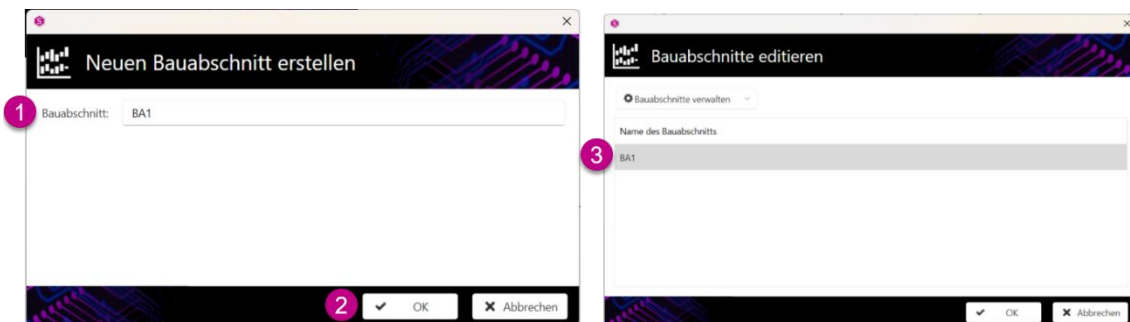 Neuen Bauabschnitt erstellen
1 Bauabschnitt: BA1
2 OK Abbrechen
Bauabschnitte editieren
Bauabschnitte verwalten
Name des Bauabschnitts
3 BA1
OK Abbrechen